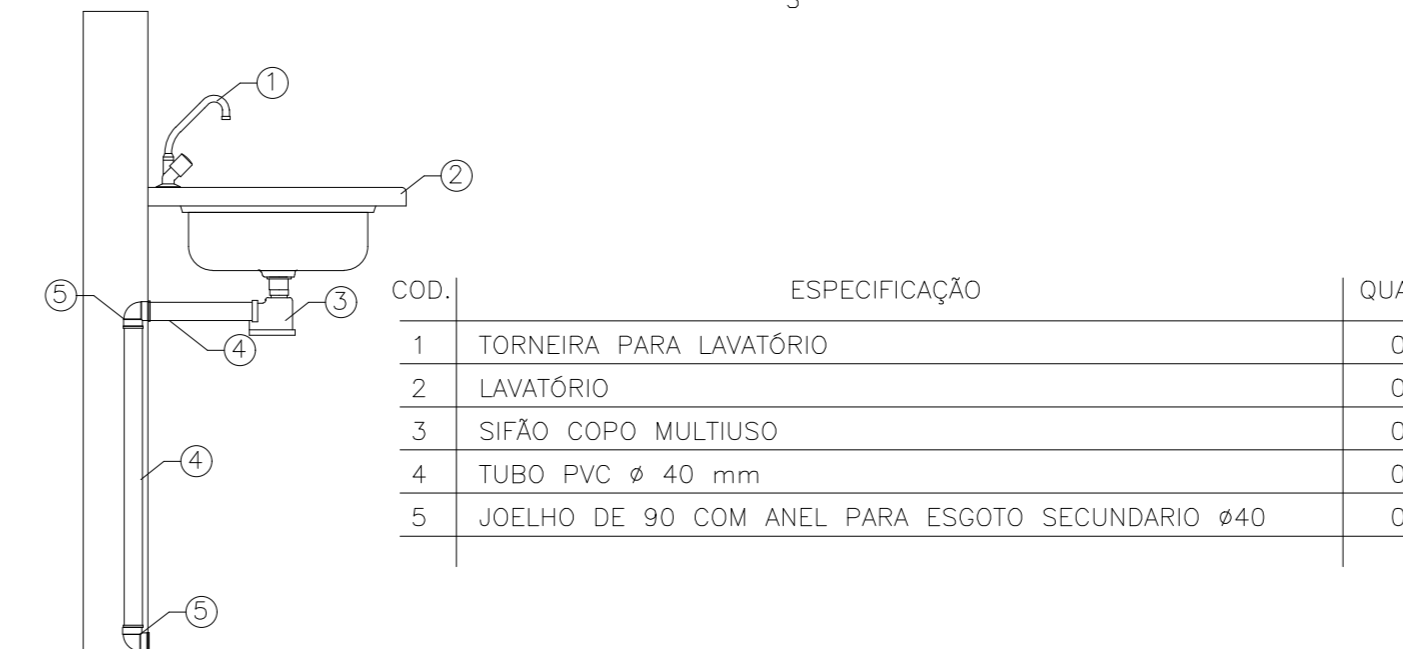 1
2
5
3
4
4
5
COD. ESPECIFICAÇÃO
1 TORNEIRA PARA LAVATÓRIO
2 LAVATÓRIO
3 SIFÃO COPO MULTIUSO
4 TUBO PVC ø 40 mm
5 JOELHO DE 90 COM ANEL PARA ESGOTO SECUNDARIO ø40